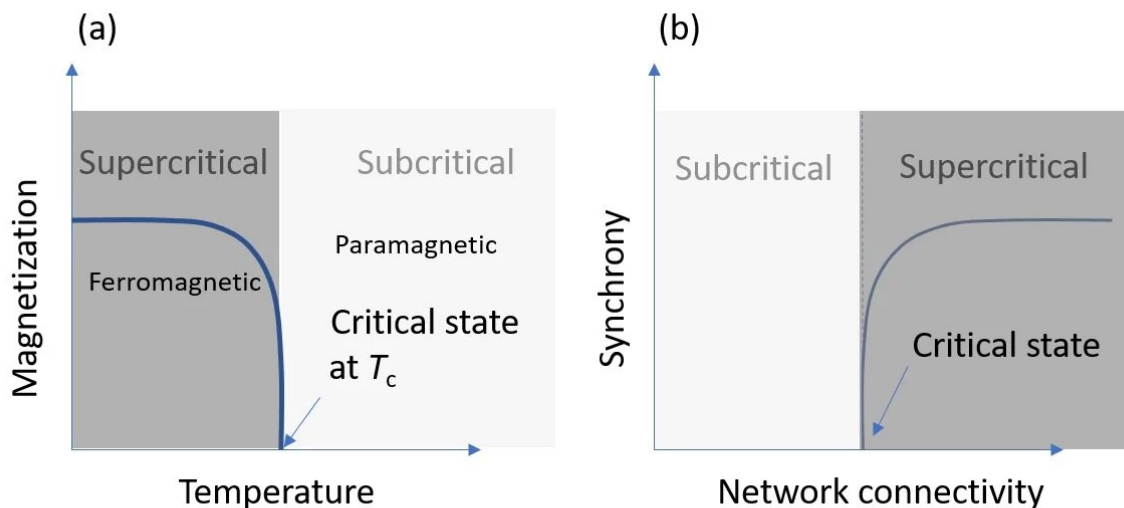 (a)
Magnetization
Supercritical
Subcritical
Ferromagnetic
Paramagnetic
Critical state
at Tc
Temperature
(b)
Synchrony
Subcritical
Supercritical
Critical state
Network connectivity